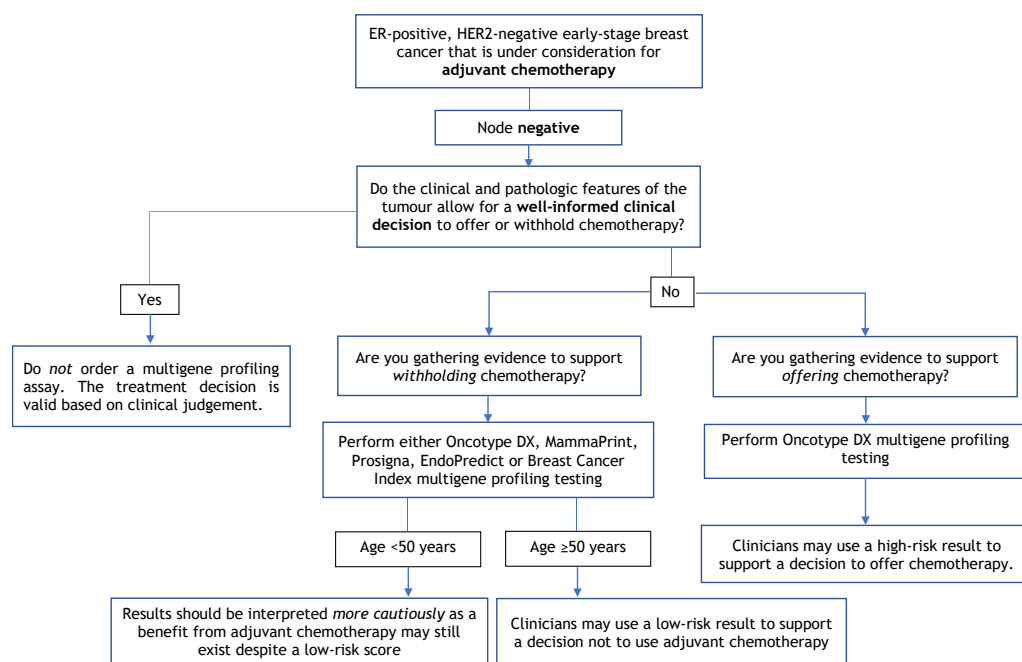 ER-positive, HER2-negative early-stage breast
cancer that is under consideration for
adjuvant chemotherapy
Node negative
Do the clinical and pathologic features of the
tumour allow for a well-informed clinical
decision to offer or withhold chemotherapy?
Yes
No
Do not order a multigene profiling
assay. The treatment decision is
valid based on clinical judgement.
Are you gathering evidence to support
withholding chemotherapy?
Are you gathering evidence to support
offering chemotherapy?
Perform either Oncotype DX, MammaPrint,
Prosigna, EndoPredict or Breast Cancer
Index multigene profiling testing
Perform Oncotype DX multigene profiling
testing
Age <50 years
Age ≥50 years
Clinicians may use a high-risk result to
support a decision to offer chemotherapy.
Results should be interpreted more cautiously as a
benefit from adjuvant chemotherapy may still
exist despite a low-risk score
Clinicians may use a low-risk result to support
a decision not to use adjuvant chemotherapy